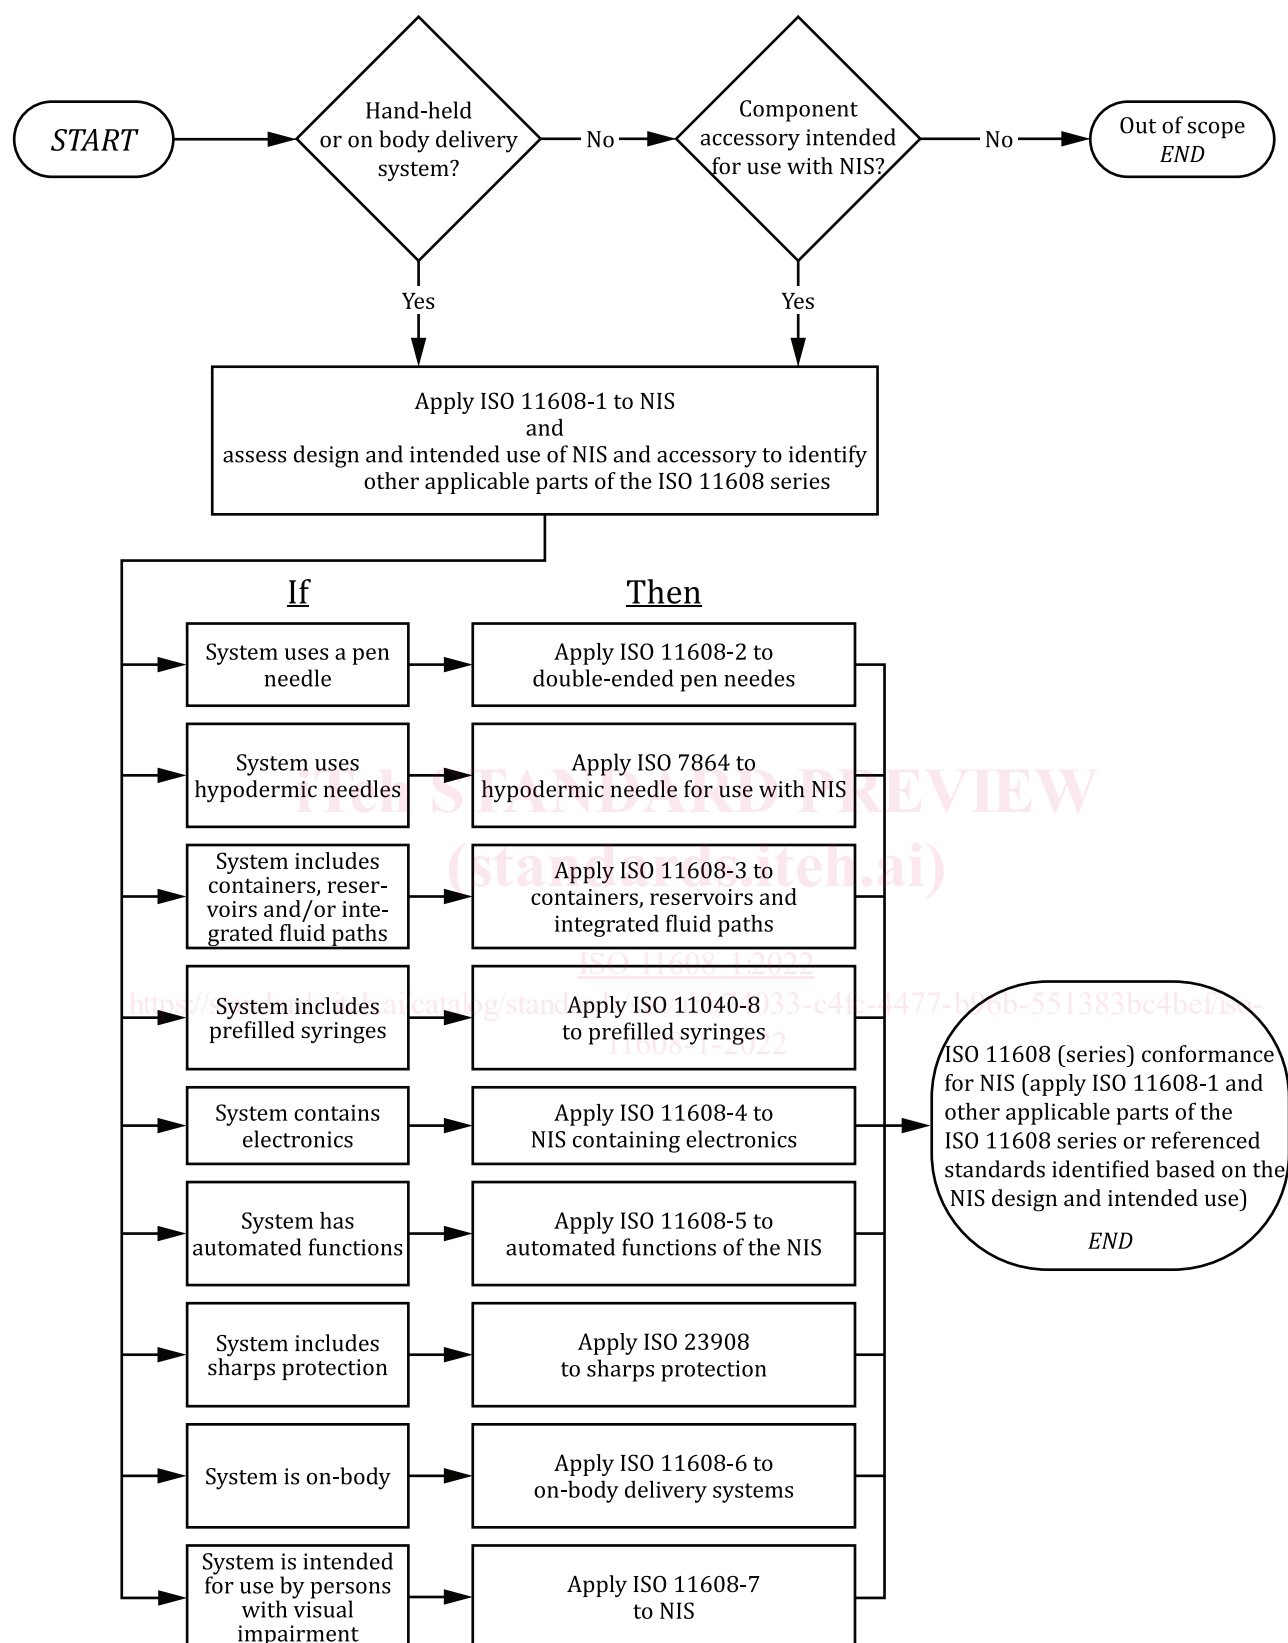 START
Hand-held
or on body delivery
system?
No
Component
accessory intended
for use with NIS?
No
Out of scope
END
Yes
Yes
Apply ISO 11608-1 to NIS
and
assess design and intended use of NIS and accessory to identify
other applicable parts of the ISO 11608 series
If
Then
System uses a pen
needle
Apply ISO 11608-2 to
double-ended pen needes
System uses
hypodermic needles
Apply ISO 7864 to
hypodermic needle for use with NIS
iTeh STANDARD PREVIEW
(standards.iteh.ai)
System includes
containers, reser-
voirs and/or inte-
grated fluid paths
Apply ISO 11608-3 to
containers, reservoirs and
integrated fluid paths
ISO 11608-1:2022
System includes
prefilled syringes
Apply ISO 11040-8
to prefilled syringes
11608-1-2022
System contains
electronics
Apply ISO 11608-4 to
NIS containing electronics
System has
automated functions
Apply ISO 11608-5 to
automated functions of the NIS
System includes
sharps protection
Apply ISO 23908
to sharps protection
System is on-body
Apply ISO 11608-6 to
on-body delivery systems
System is intended
for use by persons
with visual
impairment
Apply ISO 11608-7
to NIS
ISO 11608 (series) conformance
for NIS (apply ISO 11608-1 and
other applicable parts of the
ISO 11608 series or referenced
standards identified based on the
NIS design and intended use)
END